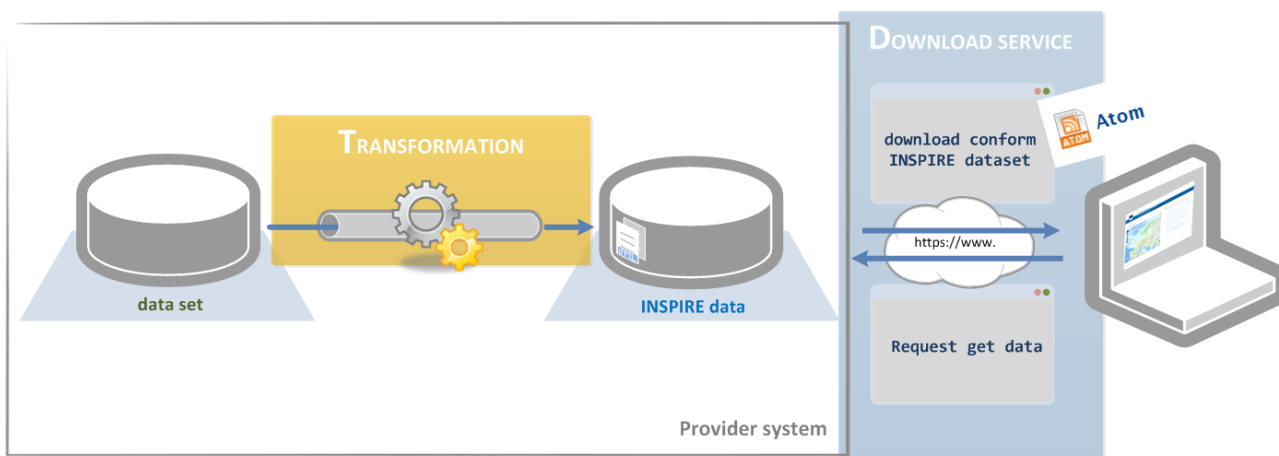 DOWNLOAD SERVICE
Atom
ATOM
download conform
INSPIRE dataset
TRANSFORMATION
https://www.
data set
INSPIRE data
Request get data
Provider system